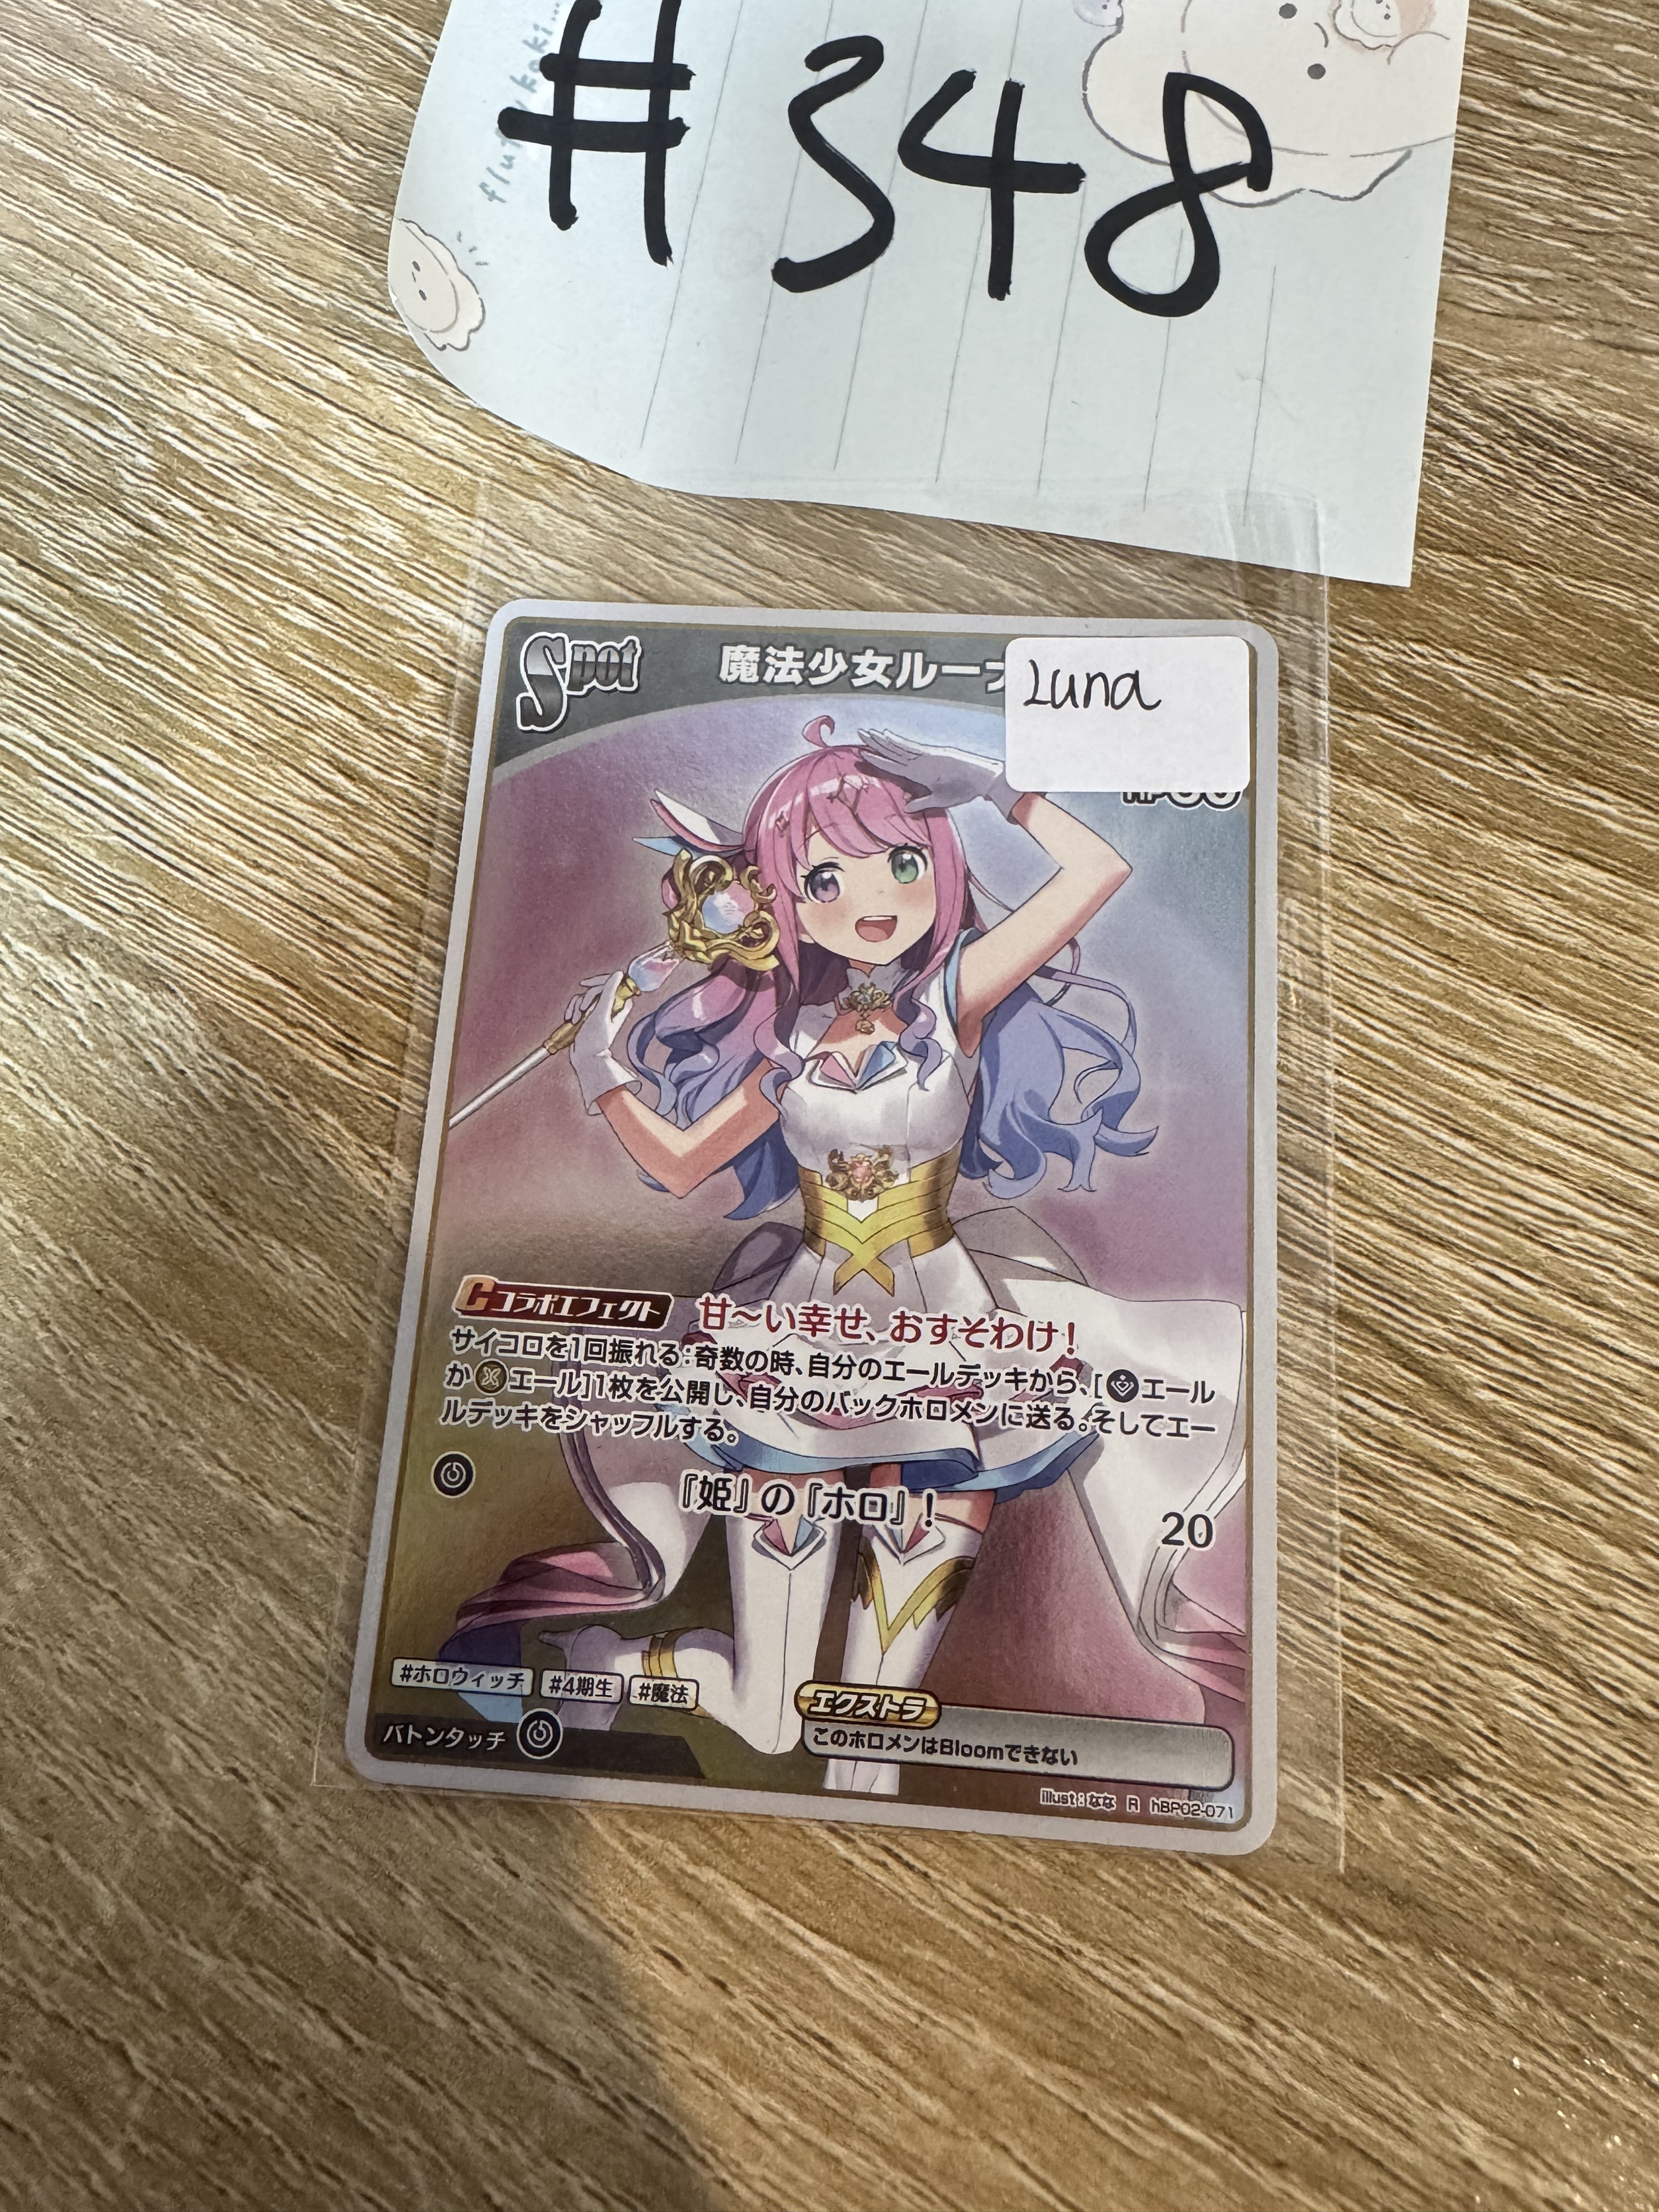 #348
Spot
魔法少女ルーナ
Luna
コラボエフェクト 甘～い幸せ、おすそわけ！
サイコロを1回振れる:奇数の時、自分のエールデッキから、[エール
かエール]1枚を公開し、自分のバックホロメンに送る。そしてエー
ルデッキをシャッフルする。
『姫』の『ホロ』！
20
#ホロウィッチ #4期生 #魔法
エクストラ
バトンタッチ
このホロメンはBloomできない
illust:なな R hBP02-071